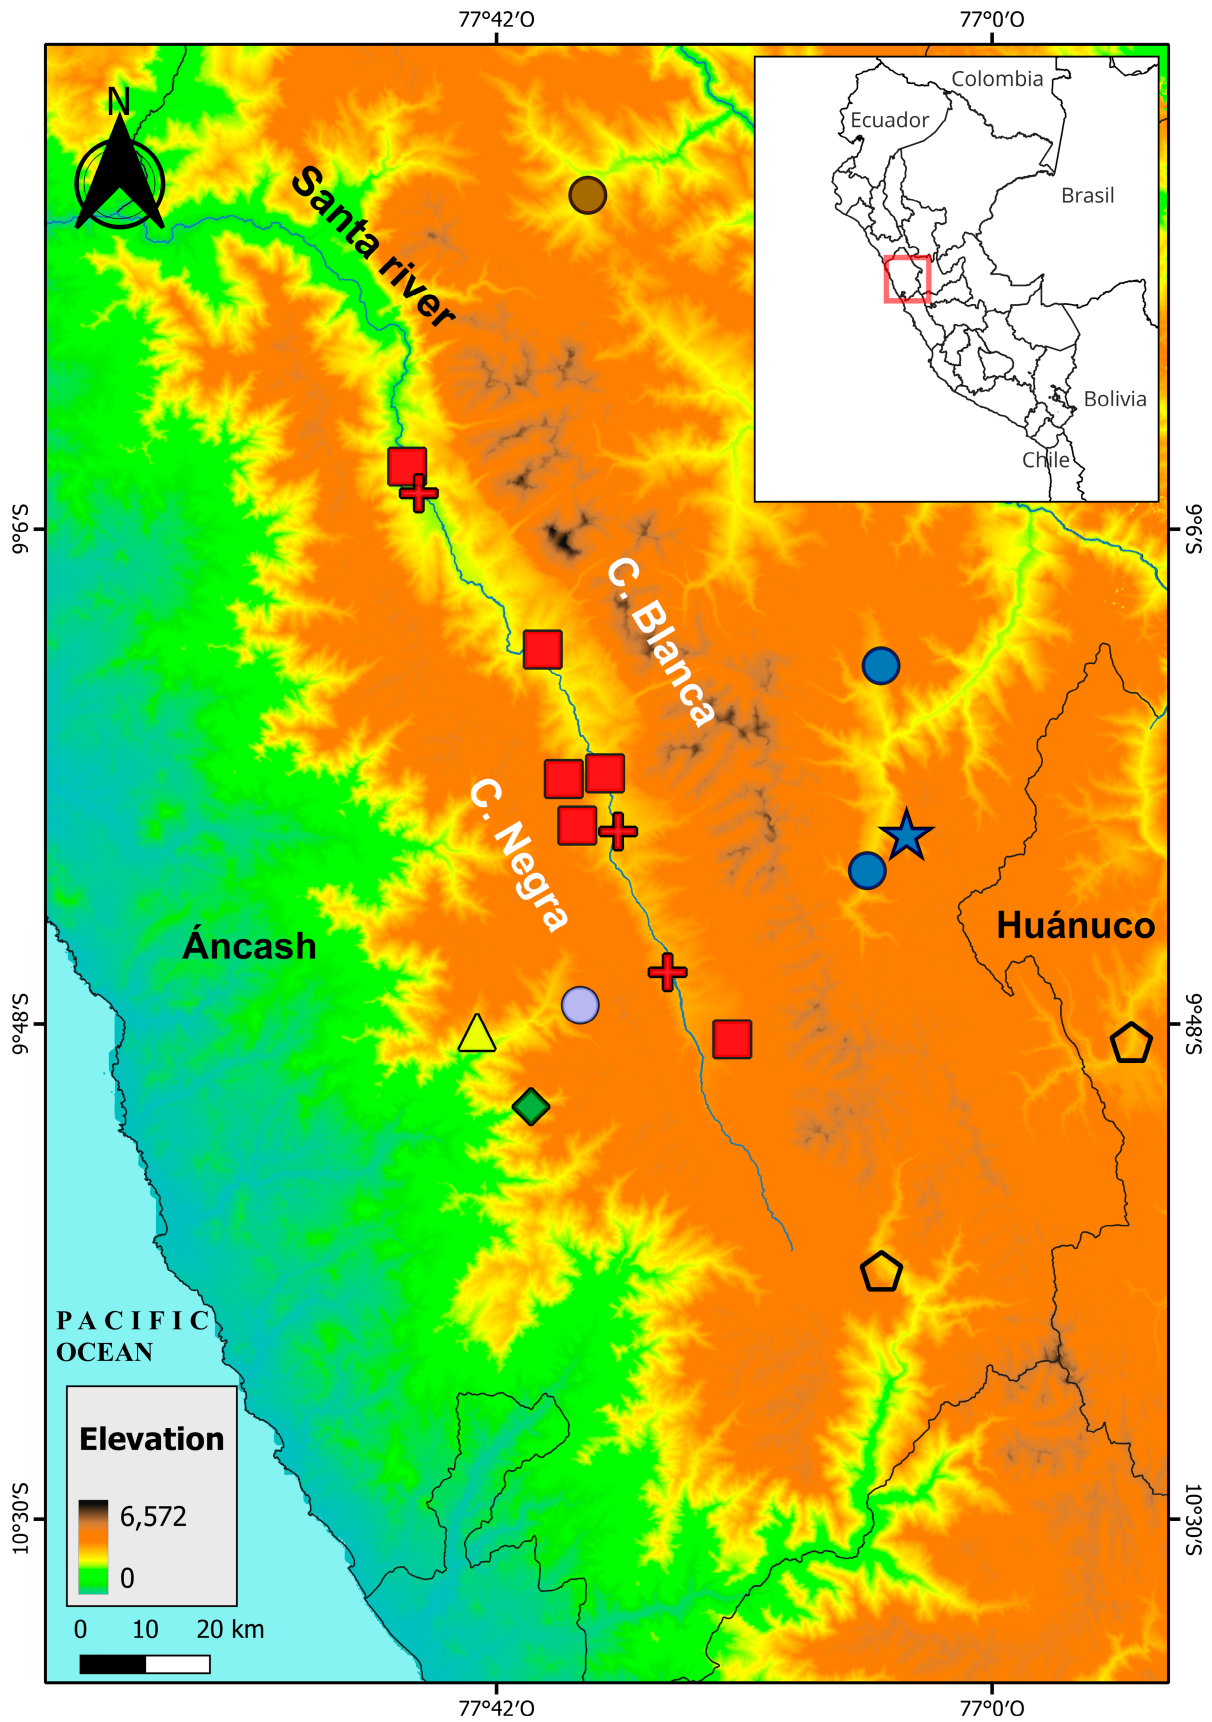 77°42′O
77°0′O
N
Colombia
Ecuador
Brasil
Bolivia
Chile
Santa river
9°6′S
9°6′S
C. Blanca
C. Negra
Áncash
Huánuco
9°48′S
9°48′S
PACIFIC
OCEAN
Elevation
6,572
0
0 10 20 km
10°30′S
10°30′S
77°42′O
77°0′O